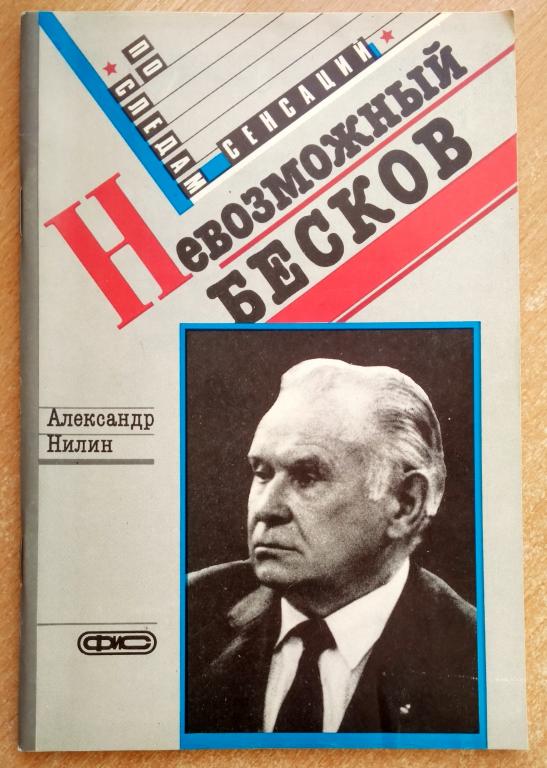 ПО СЛЕДАМ
СЕНСАЦИИ
Невозможный
БЕСКОВ
Александр
Нилин
ФИС